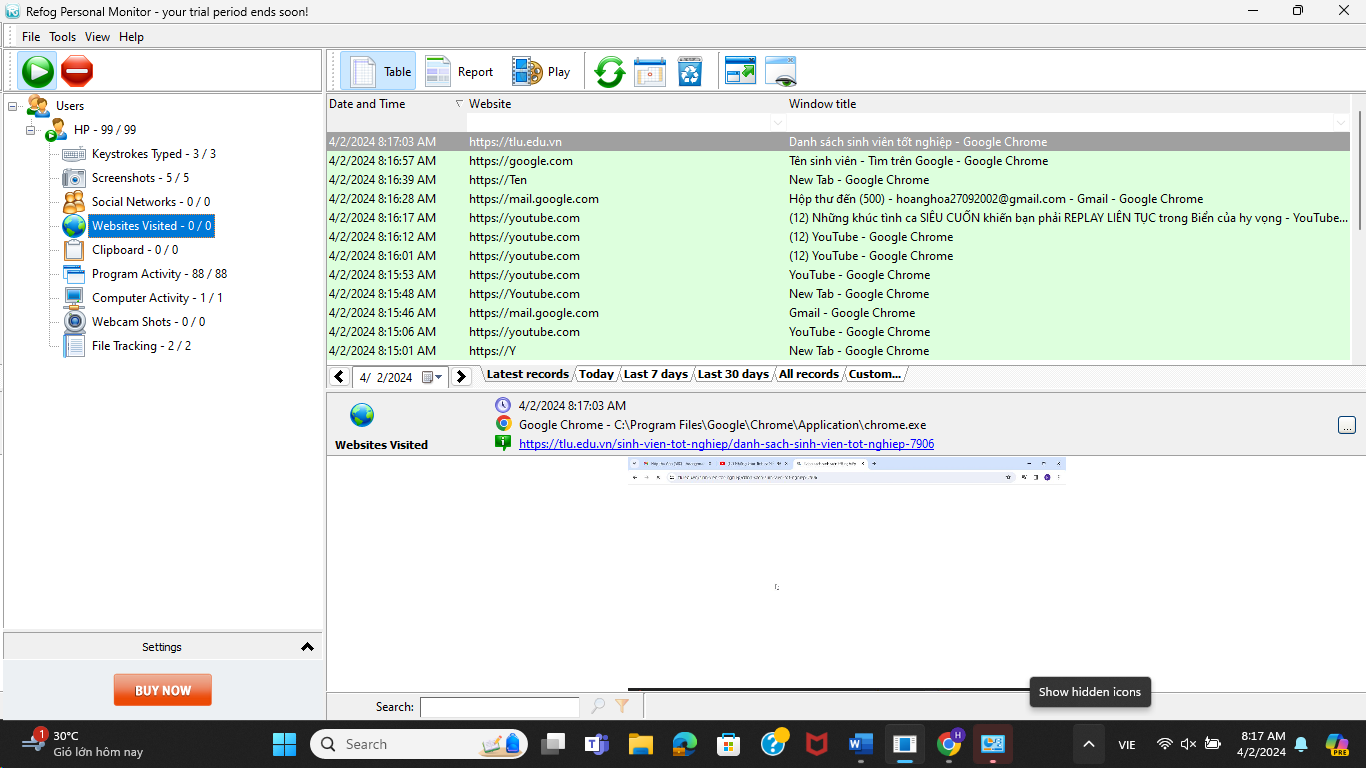 Refog Personal Monitor - your trial period ends soon!
File Tools View Help
Table Report Play
Users
HP - 99 / 99
Keystrokes Typed - 3 / 3
Screenshots - 5 / 5
Social Networks - 0 / 0
Websites Visited - 0 / 0
Clipboard - 0 / 0
Program Activity - 88 / 88
Computer Activity - 1 / 1
Webcam Shots - 0 / 0
File Tracking - 2 / 2
Settings
BUY NOW
Date and Time Website Window title
4/2/2024 8:17:03 AM https://tlu.edu.vn Danh sách sinh viên tốt nghiệp - Google Chrome
4/2/2024 8:16:57 AM https://google.com Tên sinh viên - Tìm trên Google - Google Chrome
4/2/2024 8:16:39 AM https://Ten New Tab - Google Chrome
4/2/2024 8:16:28 AM https://mail.google.com Hộp thư đến (500) - hoanghoa27092002@gmail.com - Gmail - Google Chrome
4/2/2024 8:16:17 AM https://youtube.com (12) Những khúc tình ca SIÊU CUỐN khiến bạn phải REPLAY LIÊN TỤC trong Biển của hy vọng - YouTube...
4/2/2024 8:16:12 AM https://youtube.com (12) YouTube - Google Chrome
4/2/2024 8:16:01 AM https://youtube.com (12) YouTube - Google Chrome
4/2/2024 8:15:53 AM https://youtube.com YouTube - Google Chrome
4/2/2024 8:15:48 AM https://Youtube.com New Tab - Google Chrome
4/2/2024 8:15:46 AM https://mail.google.com Gmail - Google Chrome
4/2/2024 8:15:06 AM https://youtube.com YouTube - Google Chrome
4/2/2024 8:15:01 AM https://Y New Tab - Google Chrome
4/ 2/2024 Latest records Today Last 7 days Last 30 days All records Custom...
Websites Visited
4/2/2024 8:17:03 AM
Google Chrome - C:\Program Files\Google\Chrome\Application\chrome.exe
https://tlu.edu.vn/sinh-vien-tot-nghiep/danh-sach-sinh-vien-tot-nghiep-7906
...
Search:
Show hidden icons
1
30°C
Gió lớn hôm nay
Search
H
VIE
8:17 AM
4/2/2024
PRE